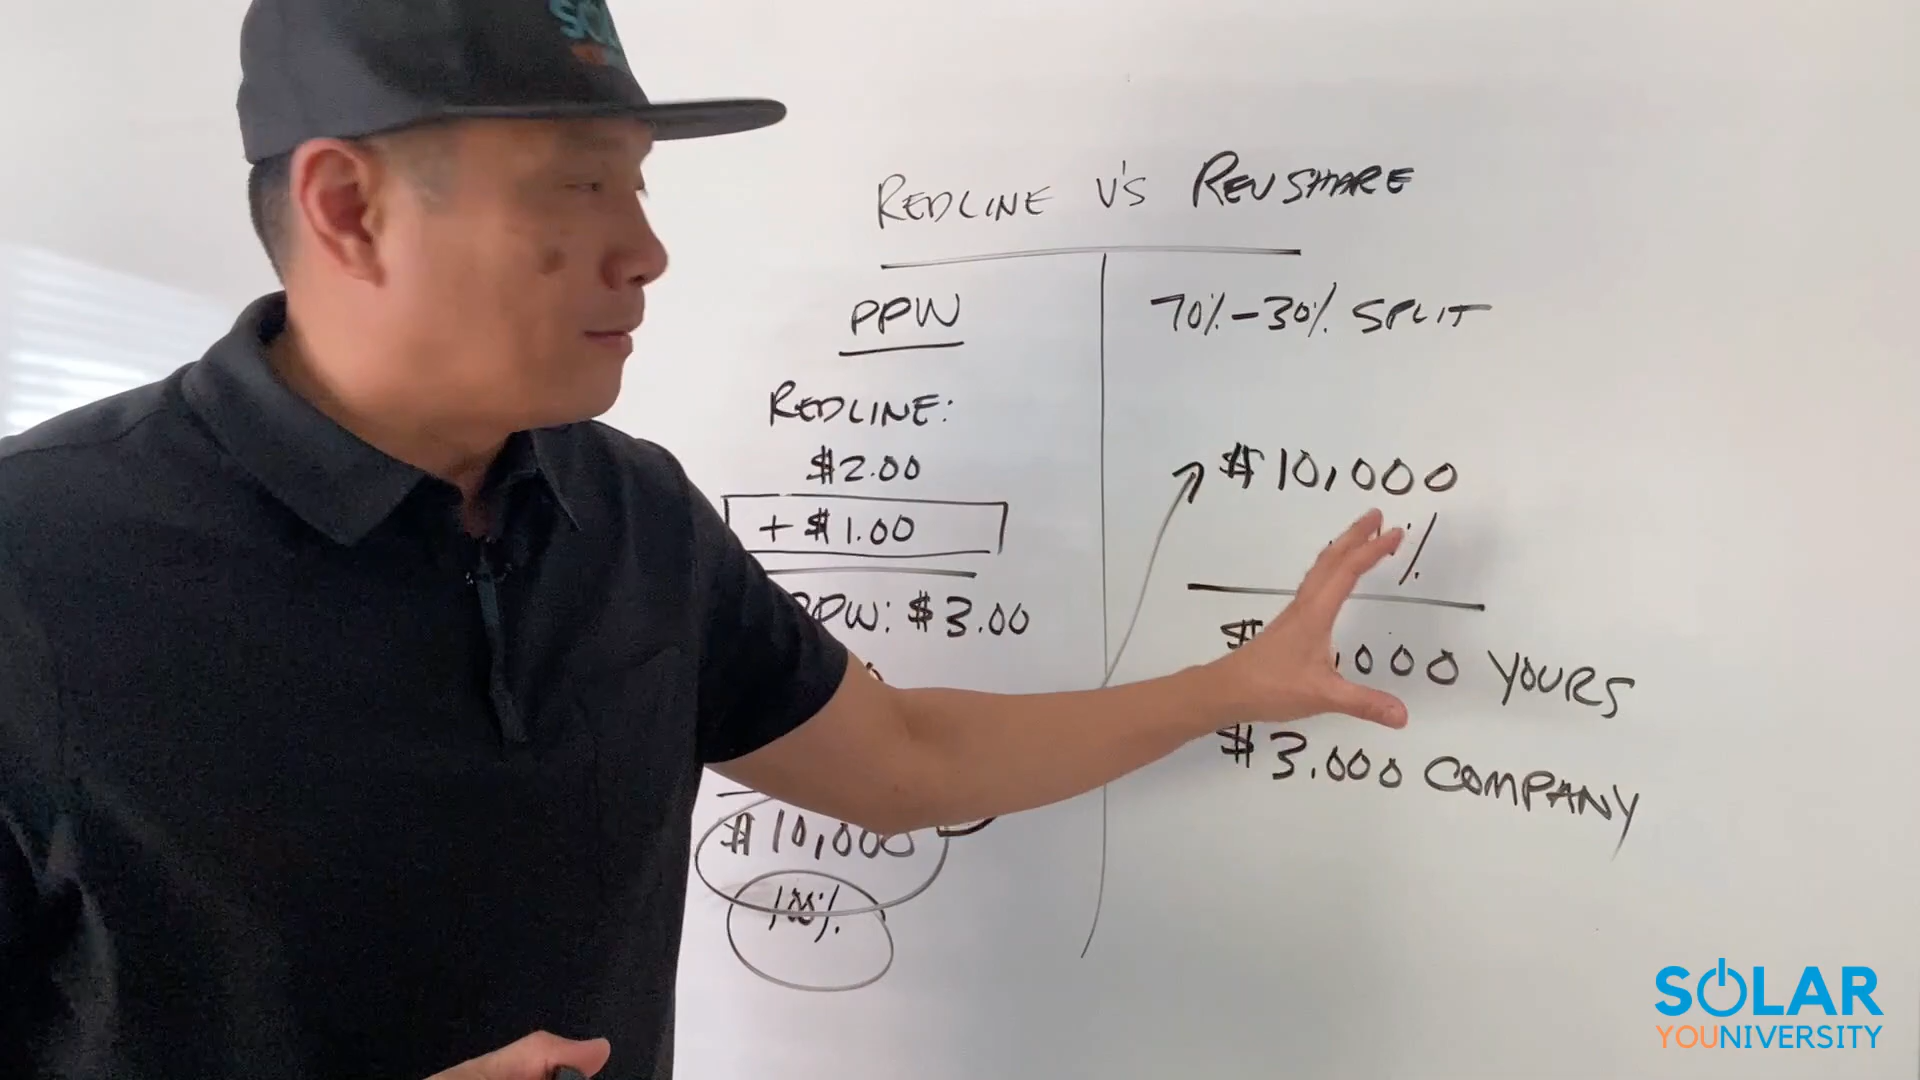 REDLINE V'S REVSHARE
PPW
REDLINE:
$2.00
+ $1.00
PPW: $3.00
$10,000
100%
70%-30% SPLIT
$10,000
%
$ ,000 YOURS
$3.000 COMPANY
SOLAR
YOUNIVERSITY